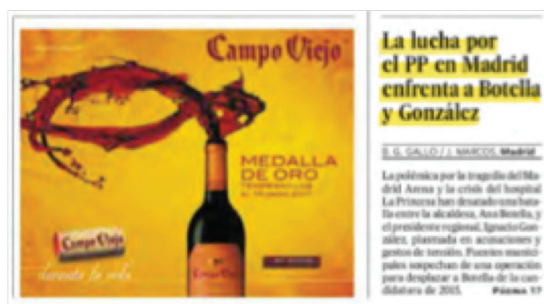 Campo Viejo
MEDALLA
DE ORO
TEMPRANILLO
Campo Viejo
La lucha por
el PP en Madrid
enfrenta a Botella
y González
B. G. GALLO / J. MARCOS, Madrid
La polémica por la tragedia del Ma-
drid Arena y la crisis del hospital
La Princesa han desatado una bata-
lla entre la alcaldesa, Ana Botella, y
el presidente regional, Ignacio Gon-
zález, plasmada en acusaciones y
gestos de tensión. Fuentes munici-
pales sospechan de una operación
para desplazar a Botella de la can-
didatura de 2015. PÁGINA 17